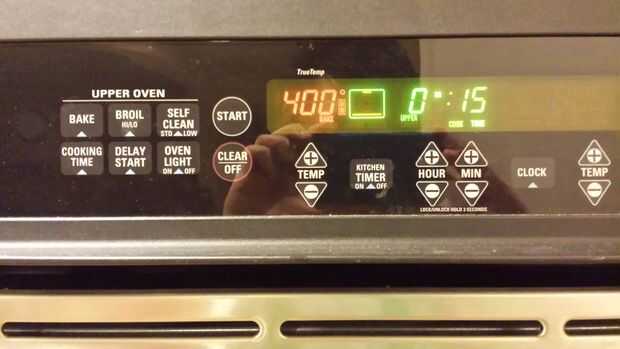 TrueTemp
UPPER OVEN
BAKE
BROIL
HI/LO
SELF
CLEAN
STD LOW
START
400°
BAKE
0 : 15
UPPER
COOK TIME
COOKING
TIME
DELAY
START
OVEN
LIGHT
ON OFF
CLEAR
OFF
TEMP
KITCHEN
TIMER
ON OFF
HOUR
MIN
LOCK/UNLOCK HOLD 3 SECONDS
CLOCK
TEMP